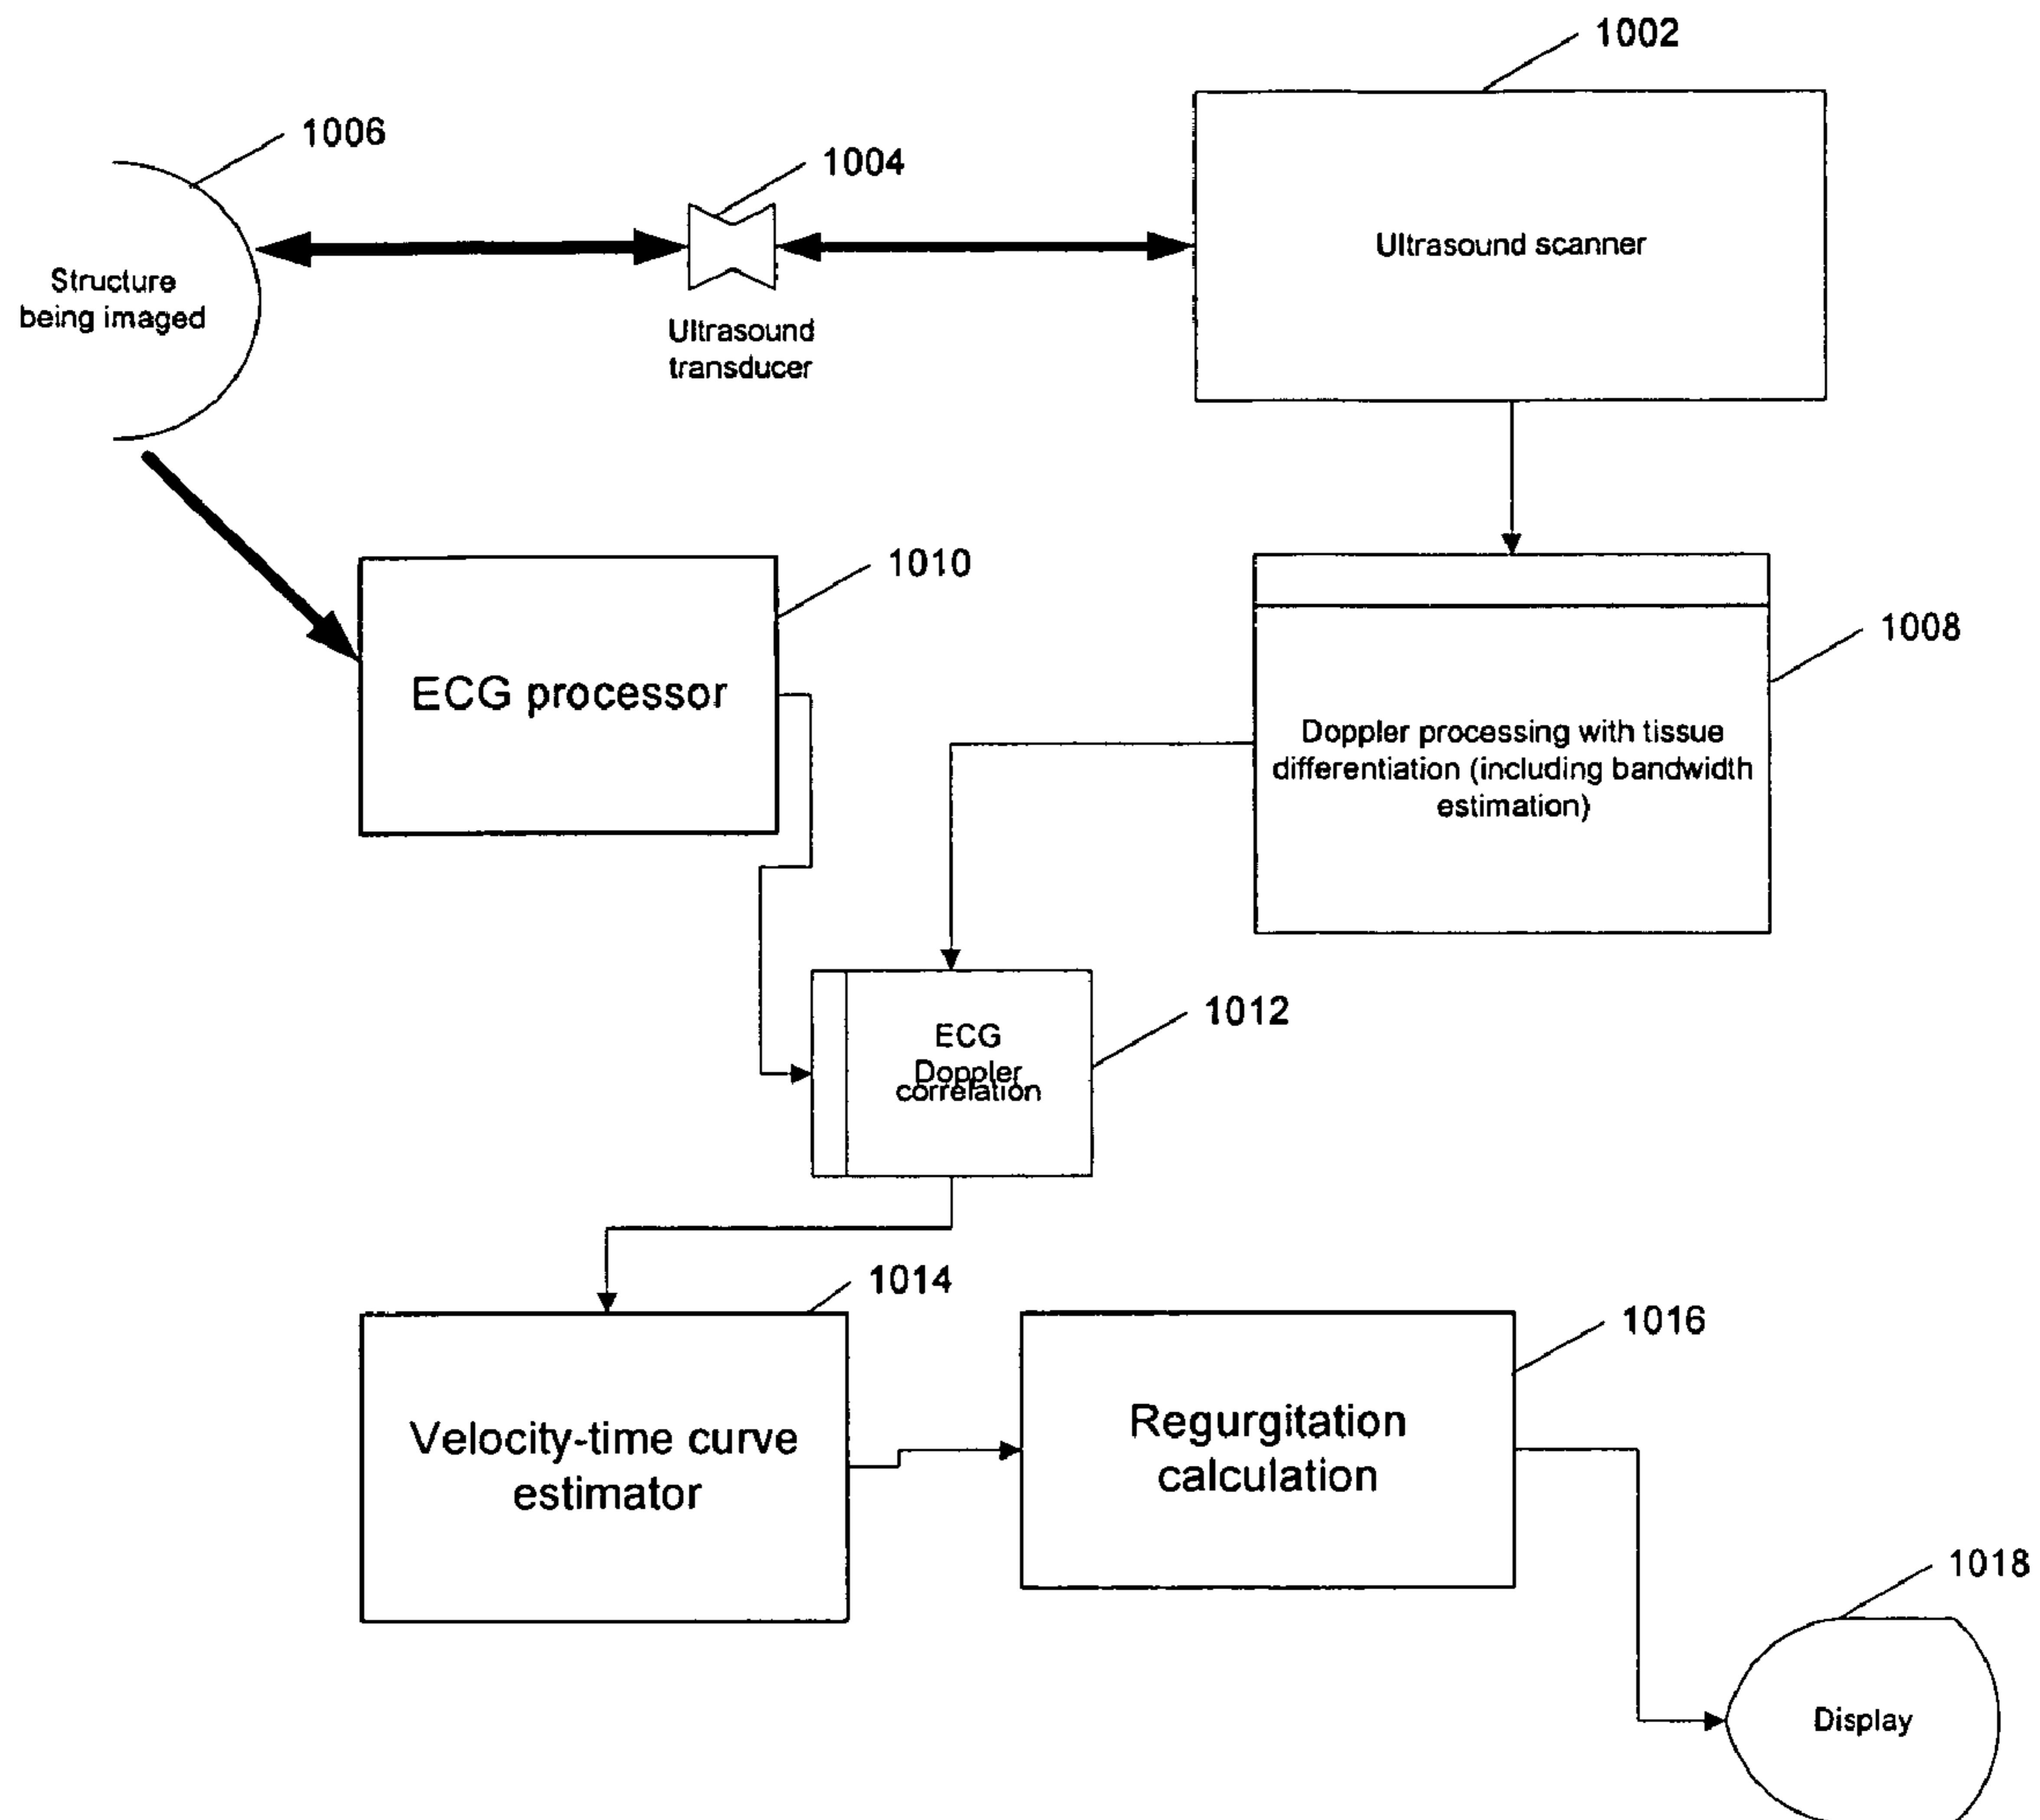 1002
1006
1004
Structure
being imaged
Ultrasound scanner
Ultrasound
transducer
1010
1008
ECG processor
Doppler processing with tissue
differentiation (including bandwidth
estimation)
1012
ECG
Doppler
correlation
1014
1016
Velocity-time curve
estimator
Regurgitation
calculation
1018
Display